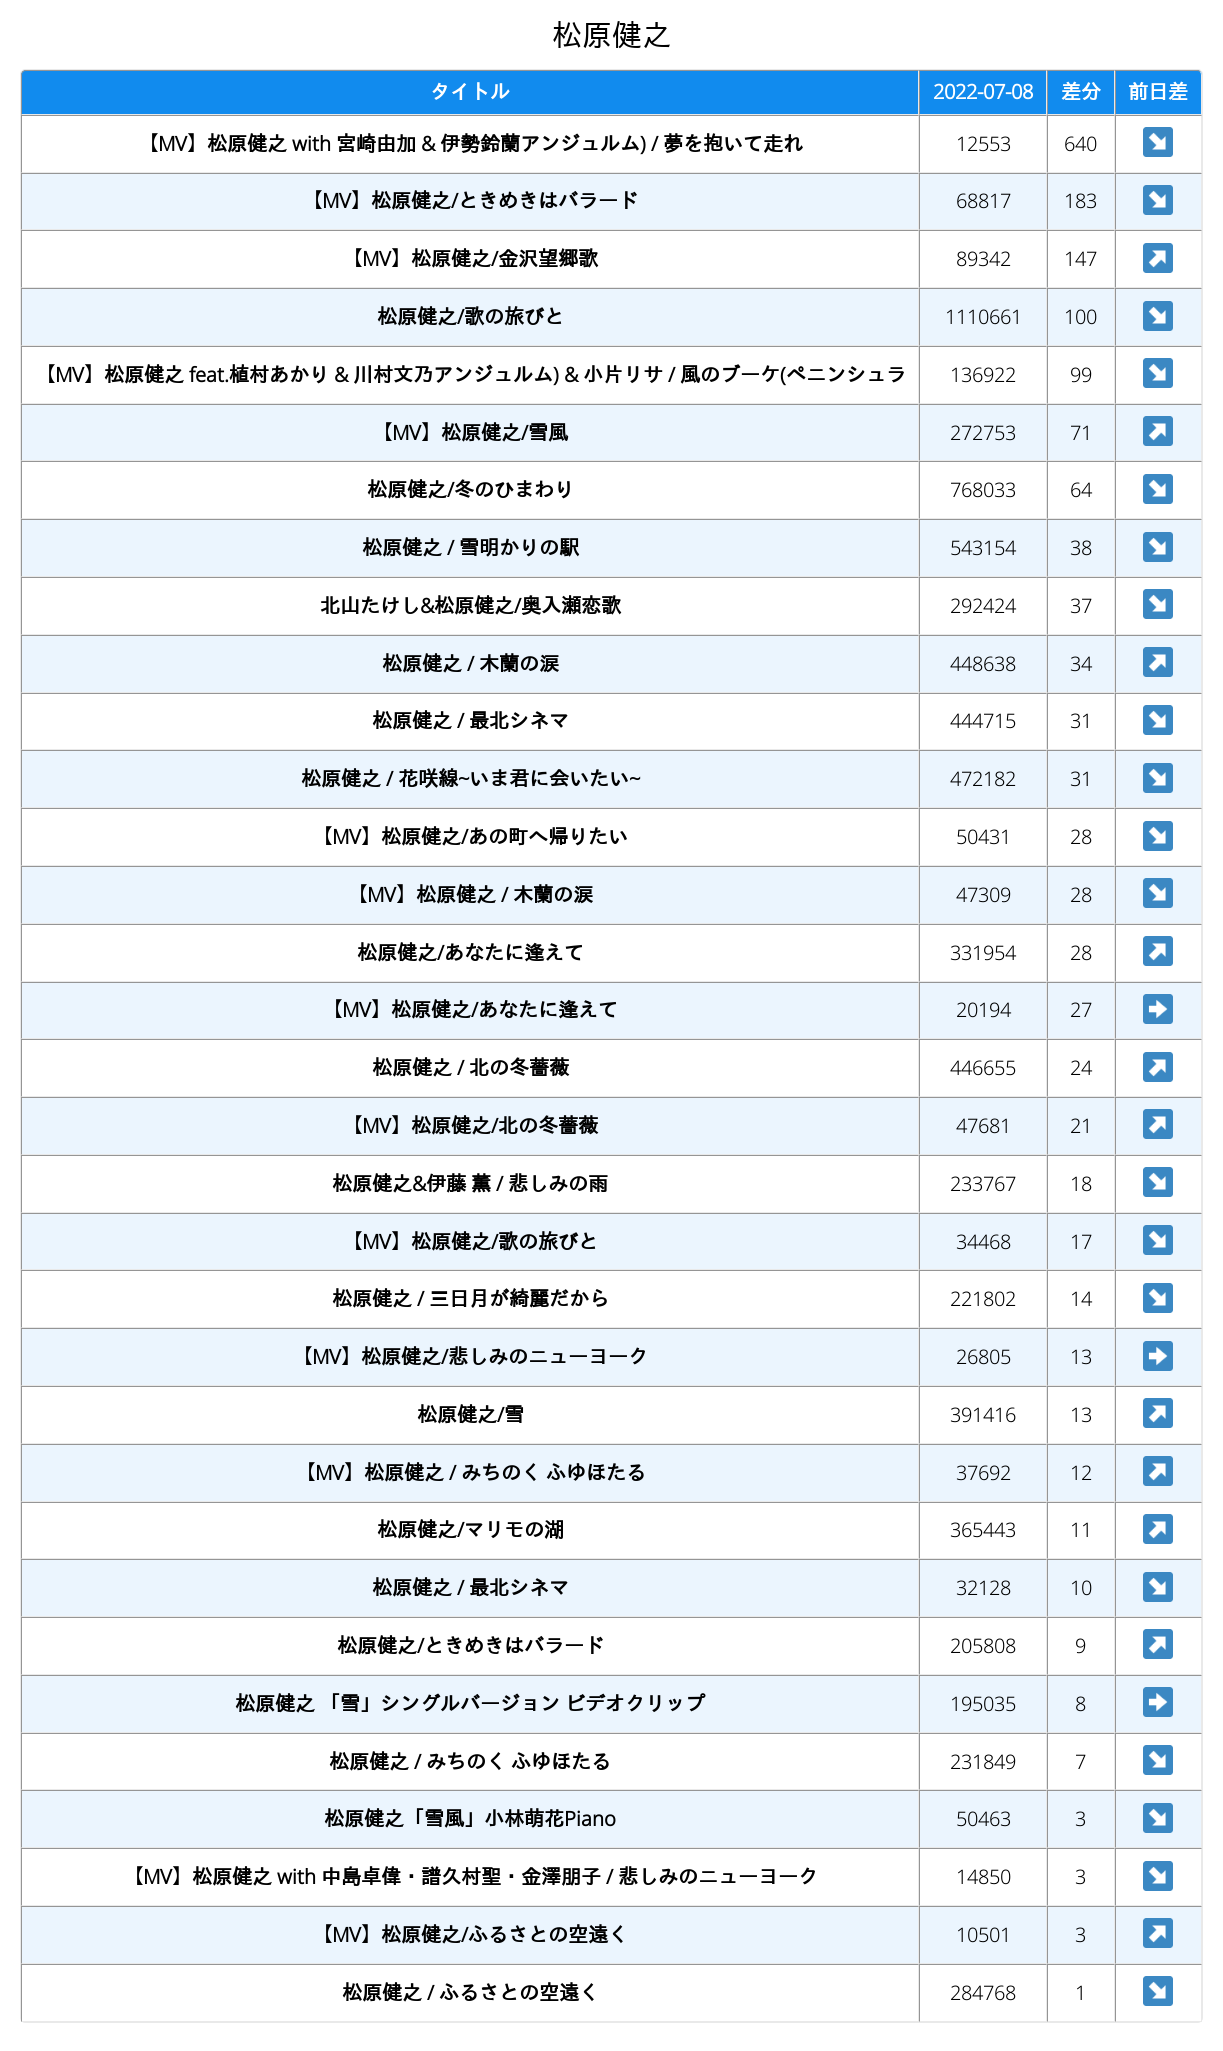 松原健之
タイトル 2022-07-08 差分 前日差
【MV】松原健之 with 宮崎由加 & 伊勢鈴蘭アンジュルム) / 夢を抱いて走れ 12553 640 ↘
【MV】松原健之/ときめきはバラード 68817 183 ↘
【MV】松原健之/金沢望郷歌 89342 147 ↗
松原健之/歌の旅びと 1110661 100 ↘
【MV】松原健之 feat.植村あかり & 川村文乃アンジュルム) & 小片リサ / 風のブーケ(ペニンシュラ 136922 99 ↘
【MV】松原健之/雪風 272753 71 ↗
松原健之/冬のひまわり 768033 64 ↘
松原健之 / 雪明かりの駅 543154 38 ↘
北山たけし&松原健之/奥入瀬恋歌 292424 37 ↘
松原健之 / 木蘭の涙 448638 34 ↗
松原健之 / 最北シネマ 444715 31 ↘
松原健之 / 花咲線~いま君に会いたい~ 472182 31 ↘
【MV】松原健之/あの町へ帰りたい 50431 28 ↘
【MV】松原健之 / 木蘭の涙 47309 28 ↘
松原健之/あなたに逢えて 331954 28 ↗
【MV】松原健之/あなたに逢えて 20194 27 ➡
松原健之 / 北の冬薔薇 446655 24 ↗
【MV】松原健之/北の冬薔薇 47681 21 ↗
松原健之&伊藤 薫 / 悲しみの雨 233767 18 ↘
【MV】松原健之/歌の旅びと 34468 17 ↘
松原健之 / 三日月が綺麗だから 221802 14 ↘
【MV】松原健之/悲しみのニューヨーク 26805 13 ➡
松原健之/雪 391416 13 ↗
【MV】松原健之 / みちのく ふゆほたる 37692 12 ↗
松原健之/マリモの湖 365443 11 ↗
松原健之 / 最北シネマ 32128 10 ↘
松原健之/ときめきはバラード 205808 9 ↗
松原健之 「雪」シングルバージョン ビデオクリップ 195035 8 ➡
松原健之 / みちのく ふゆほたる 231849 7 ↘
松原健之「雪風」小林萌花Piano 50463 3 ↘
【MV】松原健之 with 中島卓偉・譜久村聖・金澤朋子 / 悲しみのニューヨーク 14850 3 ↘
【MV】松原健之/ふるさとの空遠く 10501 3 ↗
松原健之 / ふるさとの空遠く 284768 1 ↘